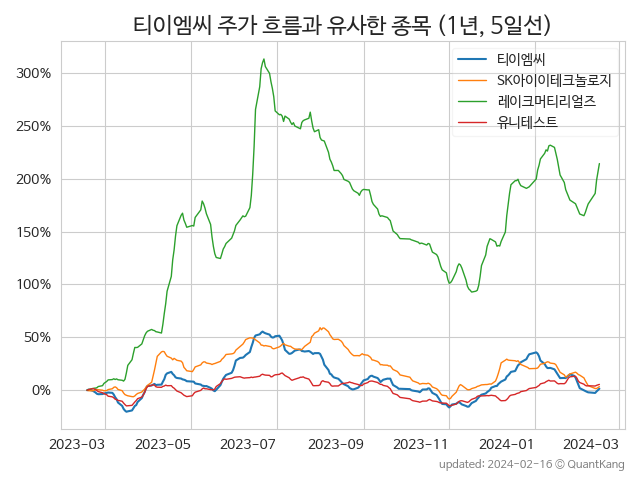 티이엠씨 주가 흐름과 유사한 종목 (1년, 5일선)
티이엠씨
SK아이이테크놀로지
레이크머티리얼즈
유니테스트
300%
250%
200%
150%
100%
50%
0%
2023-03 2023-05 2023-07 2023-09 2023-11 2024-01 2024-03
updated: 2024-02-16 © QuantKang